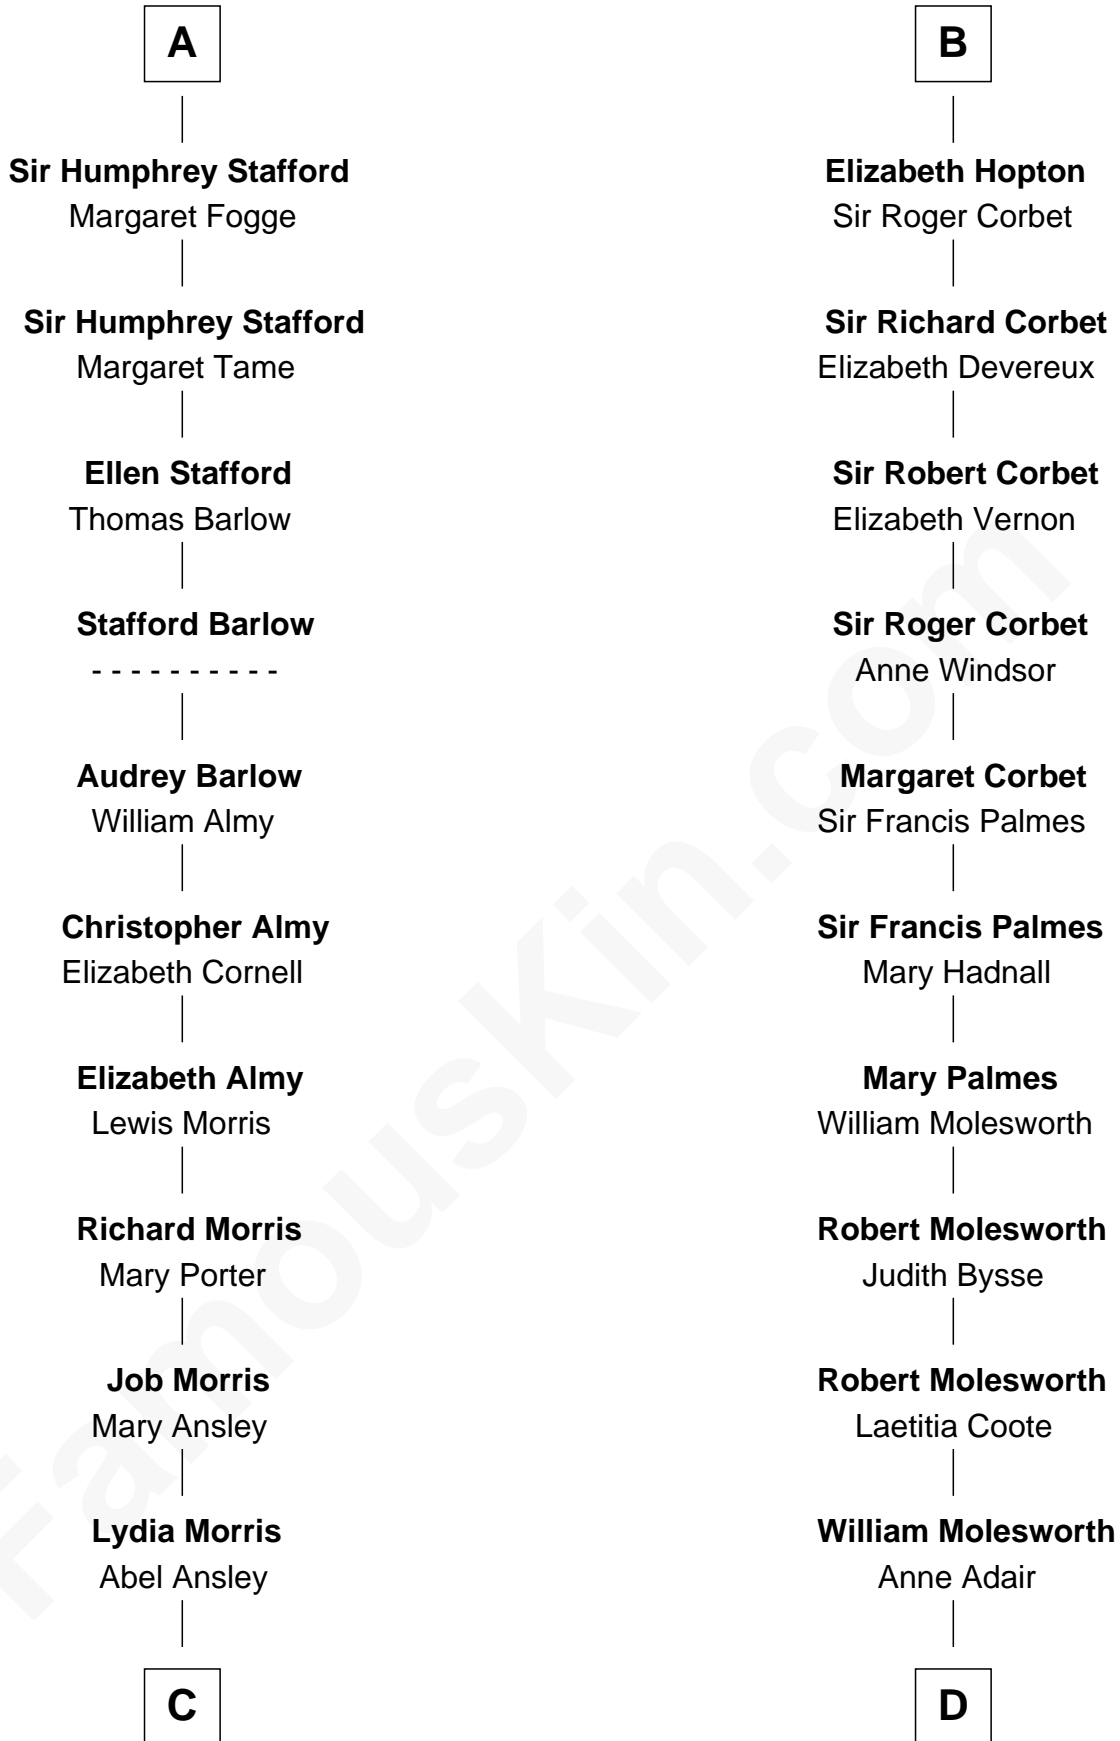 A
Sir Humphrey Stafford
Margaret Fogge
Sir Humphrey Stafford
Margaret Tame
Ellen Stafford
Thomas Barlow
Stafford Barlow
- - - - - - - - - -
Audrey Barlow
William Almy
Christopher Almy
Elizabeth Cornell
Elizabeth Almy
Lewis Morris
Richard Morris
Mary Porter
Job Morris
Mary Ansley
Lydia Morris
Abel Ansley
C
B
Elizabeth Hopton
Sir Roger Corbet
Sir Richard Corbet
Elizabeth Devereux
Sir Robert Corbet
Elizabeth Vernon
Sir Roger Corbet
Anne Windsor
Margaret Corbet
Sir Francis Palmes
Sir Francis Palmes
Mary Hadnall
Mary Palmes
William Molesworth
Robert Molesworth
Judith Bysse
Robert Molesworth
Laetitia Coote
William Molesworth
Anne Adair
D
FamousKin.com